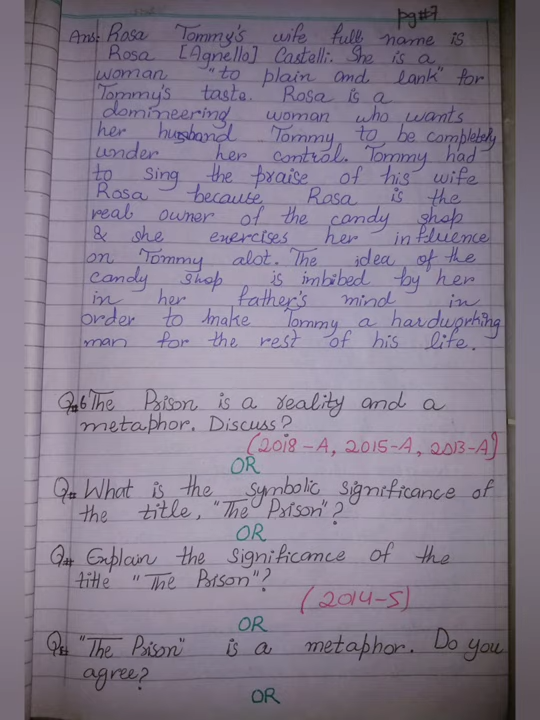 pg#7
Ans: Rosa Tommy's wife full name is
Rosa [Agnello] Castelli. She is a
woman "to plain and lank" for
Tommy's taste. Rosa is a
domineering woman who wants
her husband Tommy to be completely
under her control. Tommy had
to sing the praise of his wife
Rosa because, Rosa is the
real owner of the candy shop
& she exercises her influence
on Tommy alot. The idea of the
candy shop is imbibed by her
in her father's mind in
order to make Tommy a hardworking
man for the rest of his life.
Q#6 The Prison is a reality and a
metaphor. Discuss?
(2018-A, 2015-A, 2013-A)
OR
Q# What is the symbolic significance of
the title, "The Prison"?
OR
Q# Explain the significance of the
title "The Prison"?
(2014-S)
OR
Q# "The Prison" is a metaphor. Do you
agree?
OR